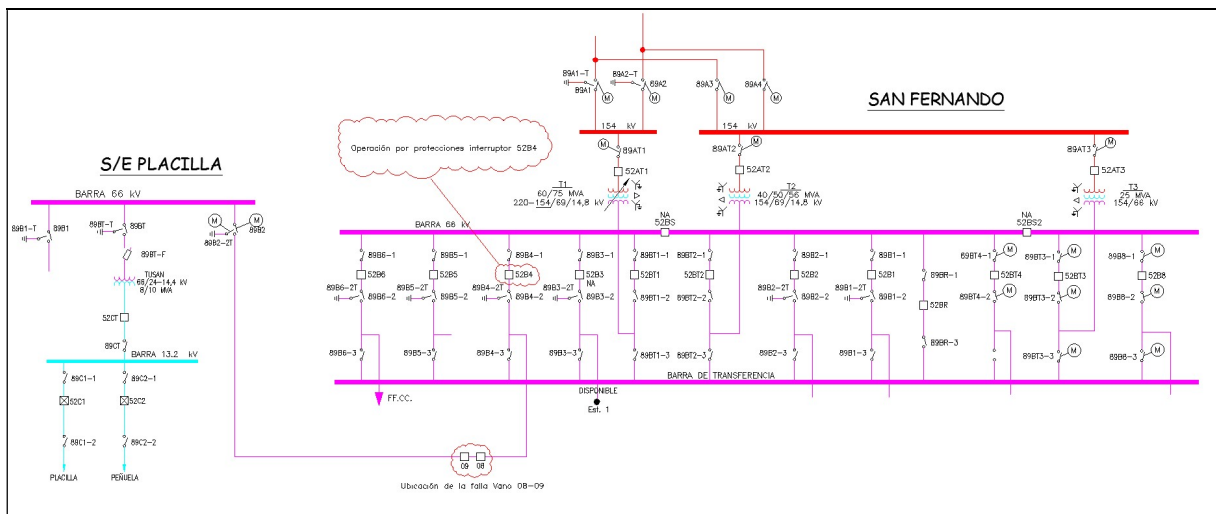 89A1-T
89A1
89A2-T
89A2
89A3
89A4
M
M
M
M
SAN FERNANDO
154 kV
154 kV
Operación por protecciones interruptor 52B4
M
89AT1
89AT2
M
89AT3
M
52AT1
52AT2
52AT3
T1
60/75 MVA
220-154/69/14,8 kV
T2
40/50/56 MVA
154/69/14.8 kV
T3
25 MVA
154/66 kV
S/E PLACILLA
BARRA 66 kV
89B1-T
89B1
89BT-T
89BT
M
M
89B2
89B2-2T
89BT-F
TUSAN
66/24-14,4 kV
8/10 MVA
52CT
89CT
BARRA 13.2 kV
89C1-1
89C2-1
52C1
52C2
89C1-2
89C2-2
PLACILLA
PEÑUELA
BARRA 66 kV
NA
52BS
NA
52BS2
89B6-1
89B5-1
89B4-1
89B3-1
89BT1-1
89BT2-1
89B2-1
89B1-1
89BR-1
89BT4-1
M
89BT3-1
M
89B8-1
M
52B6
52B5
52B4
52B3
NA
52BT1
52BT2
52B2
52B1
52BR
52BT4
52BT3
52B8
89B6-2T
89B6-2
89B5-2T
89B5-2
89B4-2T
89B4-2
89B3-2T
89B3-2
89BT1-2
89BT2-2
89B2-2T
89B2-2
89B1-2T
89B1-2
89BT4-2
M
89BT3-2
M
89B8-2
M
89B6-3
89B5-3
89B4-3
89B3-3
89BT1-3
89BT2-3
89B2-3
89B1-3
89BR-3
89BT3-3
M
89B8-3
M
BARRA DE TRANSFERENCIA
FF.CC.
DISPONIBLE
Est. 1
09
08
Ubicación de la falla Vano 08-09